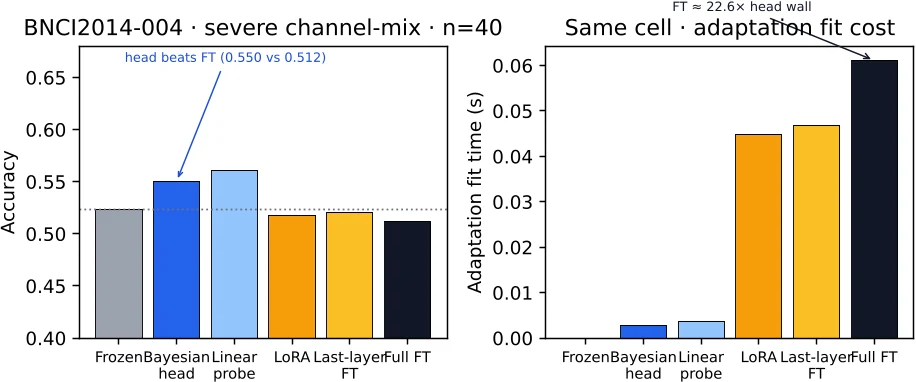 BNCI2014-004 · severe channel-mix · n=40
head beats FT (0.550 vs 0.512)
Accuracy
0.65
0.60
0.55
0.50
0.45
0.40
Frozen
Bayesian
head
Linear
probe
LoRA
Last-layer
FT
Full FT
FT ≈ 22.6× head wall
Same cell · adaptation fit cost
Adaptation fit time (s)
0.06
0.05
0.04
0.03
0.02
0.01
0.00
Frozen
Bayesian
head
Linear
probe
LoRA
Last-layer
FT
Full FT